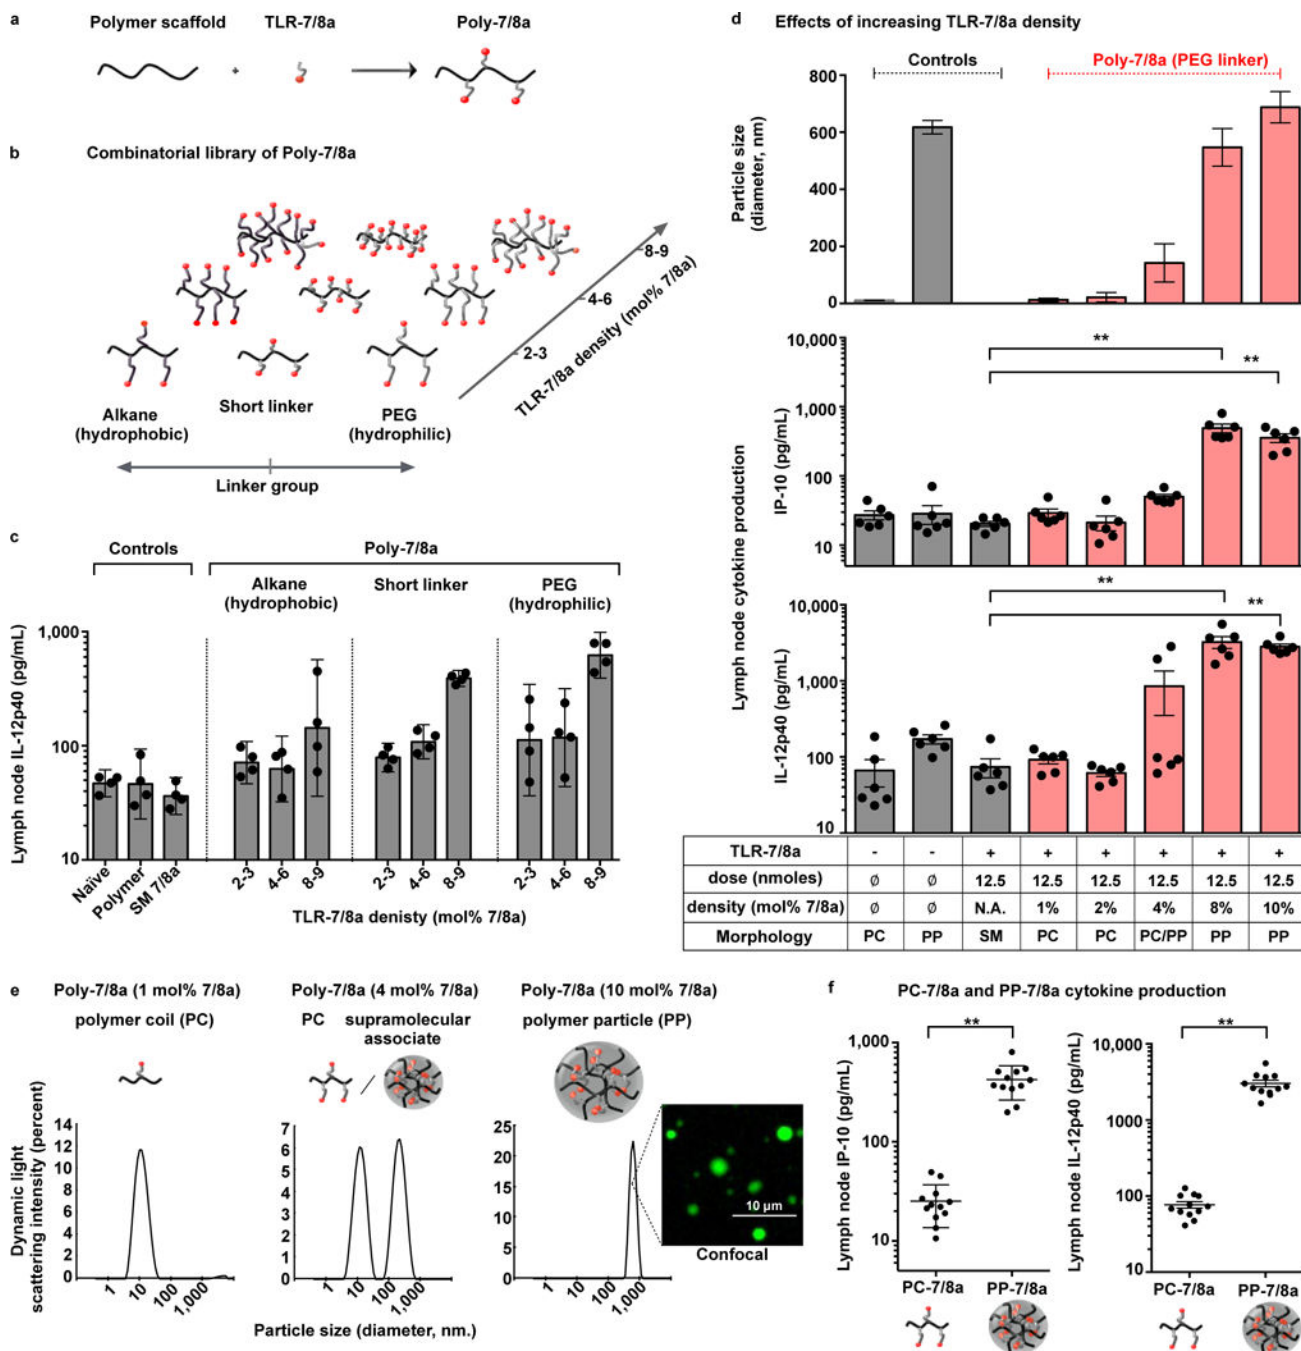 a
Polymer scaffold
TLR-7/8a
Poly-7/8a
+
b
Combinatorial library of Poly-7/8a
8-9
4-6
2-3
TLR-7/8a density (mol% 7/8a)
Alkane
(hydrophobic)
Short linker
PEG
(hydrophilic)
Linker group
c
Controls
Poly-7/8a
Alkane
(hydrophobic)
Short linker
PEG
(hydrophilic)
Lymph node IL-12p40 (pg/mL)
1,000
100
10
Naïve
Polymer
SM 7/8a
2-3
4-6
8-9
2-3
4-6
8-9
2-3
4-6
8-9
TLR-7/8a denisty (mol% 7/8a)
d
Effects of increasing TLR-7/8a density
Controls
Poly-7/8a (PEG linker)
Particle size
(diameter, nm)
800
600
400
200
0
Lymph node cytokine production
IP-10 (pg/mL)
10,000
1,000
100
10
**
**
IL-12p40 (pg/mL)
10,000
1,000
100
10
**
**
TLR-7/8a - - + + + + + +
dose (nmoles) ∅ ∅ 12.5 12.5 12.5 12.5 12.5 12.5
density (mol% 7/8a) ∅ ∅ N.A. 1% 2% 4% 8% 10%
Morphology PC PP SM PC PC PC/PP PP PP
e
Poly-7/8a (1 mol% 7/8a)
polymer coil (PC)
Poly-7/8a (4 mol% 7/8a)
PC
supramolecular
associate
/
Poly-7/8a (10 mol% 7/8a)
polymer particle (PP)
Dynamic light
scattering intensity (percent)
14
12
10
8
6
4
2
0
1
10
100
1,000
7
6
5
4
3
2
1
0
1
10
100
1,000
25
20
15
10
5
0
1
10
100
1,000
10 µm
Confocal
Particle size (diameter, nm.)
f
PC-7/8a and PP-7/8a cytokine production
Lymph node IP-10 (pg/mL)
1,000
100
10
**
PC-7/8a
PP-7/8a
Lymph node IL-12p40 (pg/mL)
10,000
1000
100
10
**
PC-7/8a
PP-7/8a